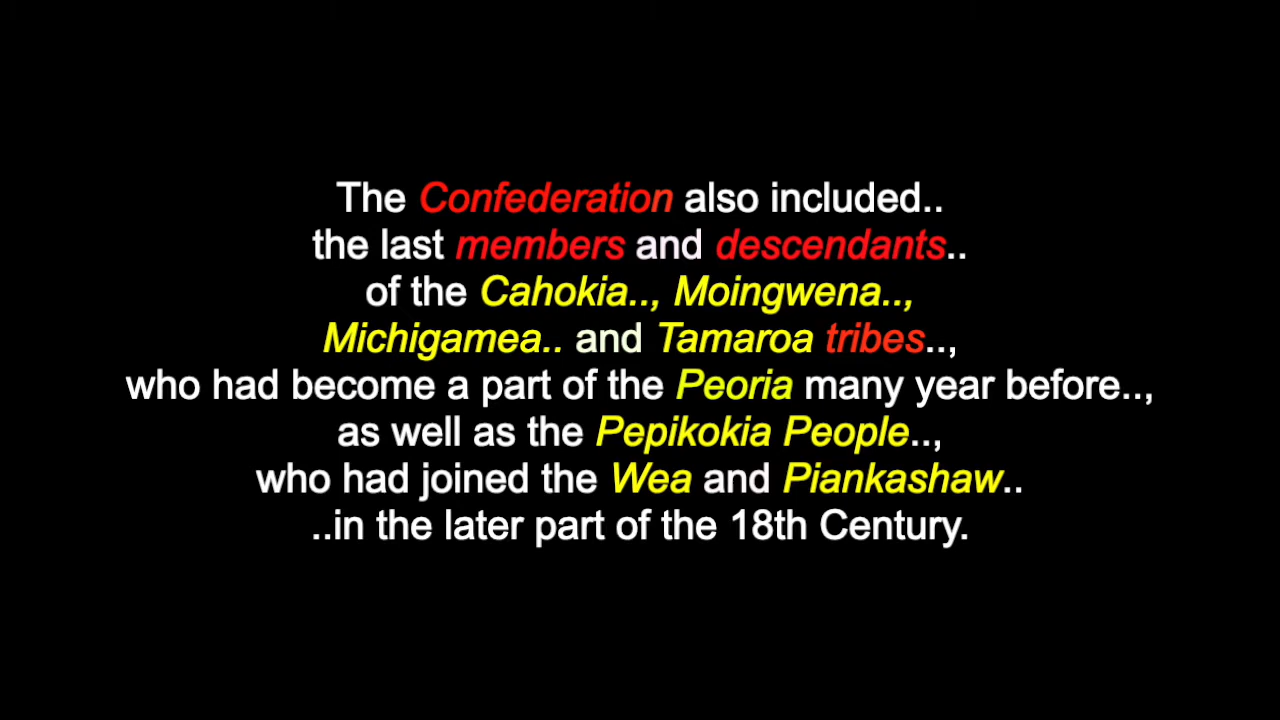 The Confederation also included..
the last members and descendants..
of the Cahokia.., Moingwena..,
Michigamea.. and Tamaroa tribes..,
who had become a part of the Peoria many year before..,
as well as the Pepikokia People..,
who had joined the Wea and Piankashaw..
..in the later part of the 18th Century.